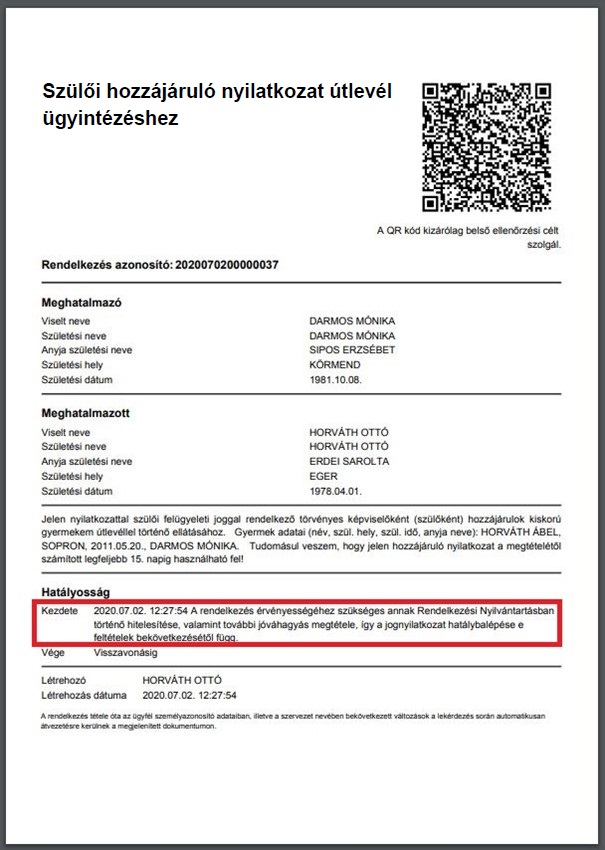 Szülői hozzájáruló nyilatkozat útlevél
ügyintézéshez
A QR kód kizárólag belső ellenőrzési célt
szolgál.
Rendelkezés azonosító: 2020070200000037
Meghatalmazó
Viselt neve DARMOS MÓNIKA
Születési neve DARMOS MÓNIKA
Anyja születési neve SIPOS ERZSÉBET
Születési hely KÖRMEND
Születési dátum 1981.10.08.
Meghatalmazott
Viselt neve HORVÁTH OTTÓ
Születési neve HORVÁTH OTTÓ
Anyja születési neve ERDEI SAROLTA
Születési hely EGER
Születési dátum 1978.04.01.
Jelen nyilatkozattal szülői felügyeleti joggal rendelkező törvényes képviselőként (szülőként) hozzájárulok kiskorú
gyermekem útlevéllel történő ellátásához. Gyermek adatai (név, szül. hely, szül. idő, anyja neve): HORVÁTH ÁBEL,
SOPRON, 2011.05.20., DARMOS MÓNIKA. Tudomásul veszem, hogy jelen hozzájáruló nyilatkozat a megtételétől
számított legfeljebb 15. napig használható fel!
Hatályosság
Kezdete 2020.07.02. 12:27:54 A rendelkezés érvényességéhez szükséges annak Rendelkezési Nyilvántartásban
történő hitelesítése, valamint további jóváhagyás megtétele, így a jognyilatkozat hatálybalépése e
feltételek bekövetkezésétől függ.
Vége Visszavonásig
Létrehozó HORVÁTH OTTÓ
Létrehozás dátuma 2020.07.02. 12:27:54
A rendelkezés tétele óta az ügyfél személyazonosító adataiban, illetve a szervezet nevében bekövetkezett változások a lekérdezés során automatikusan
átvezetésre kerülnek a megjelenített dokumentumon.